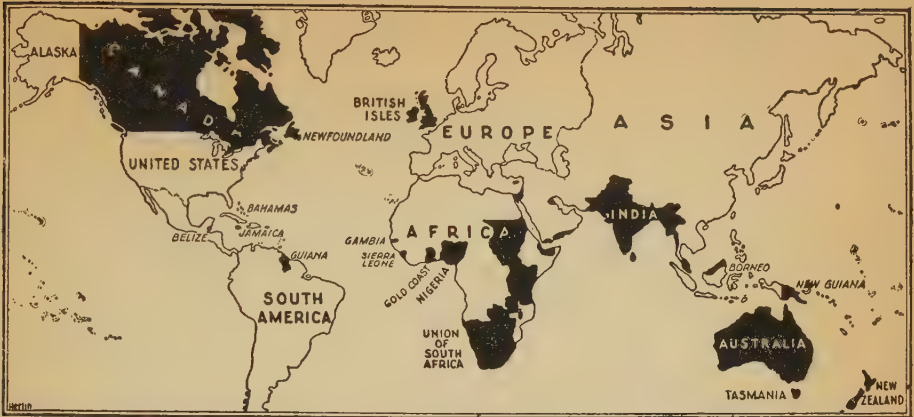 ALASKA
CANADA
BRITISH
ISLES
NEWFOUNDLAND
EUROPE
ASIA
UNITED STATES
BAHAMAS
JAMAICA
BELIZE
GUIANA
GAMBIA
SIERRA
LEONE
AFRICA
GOLD COAST
NIGERIA
INDIA
BORNEO
NEW GUIANA
SOUTH
AMERICA
UNION
OF
SOUTH
AFRICA
AUSTRALIA
TASMANIA
NEW
ZEALAND